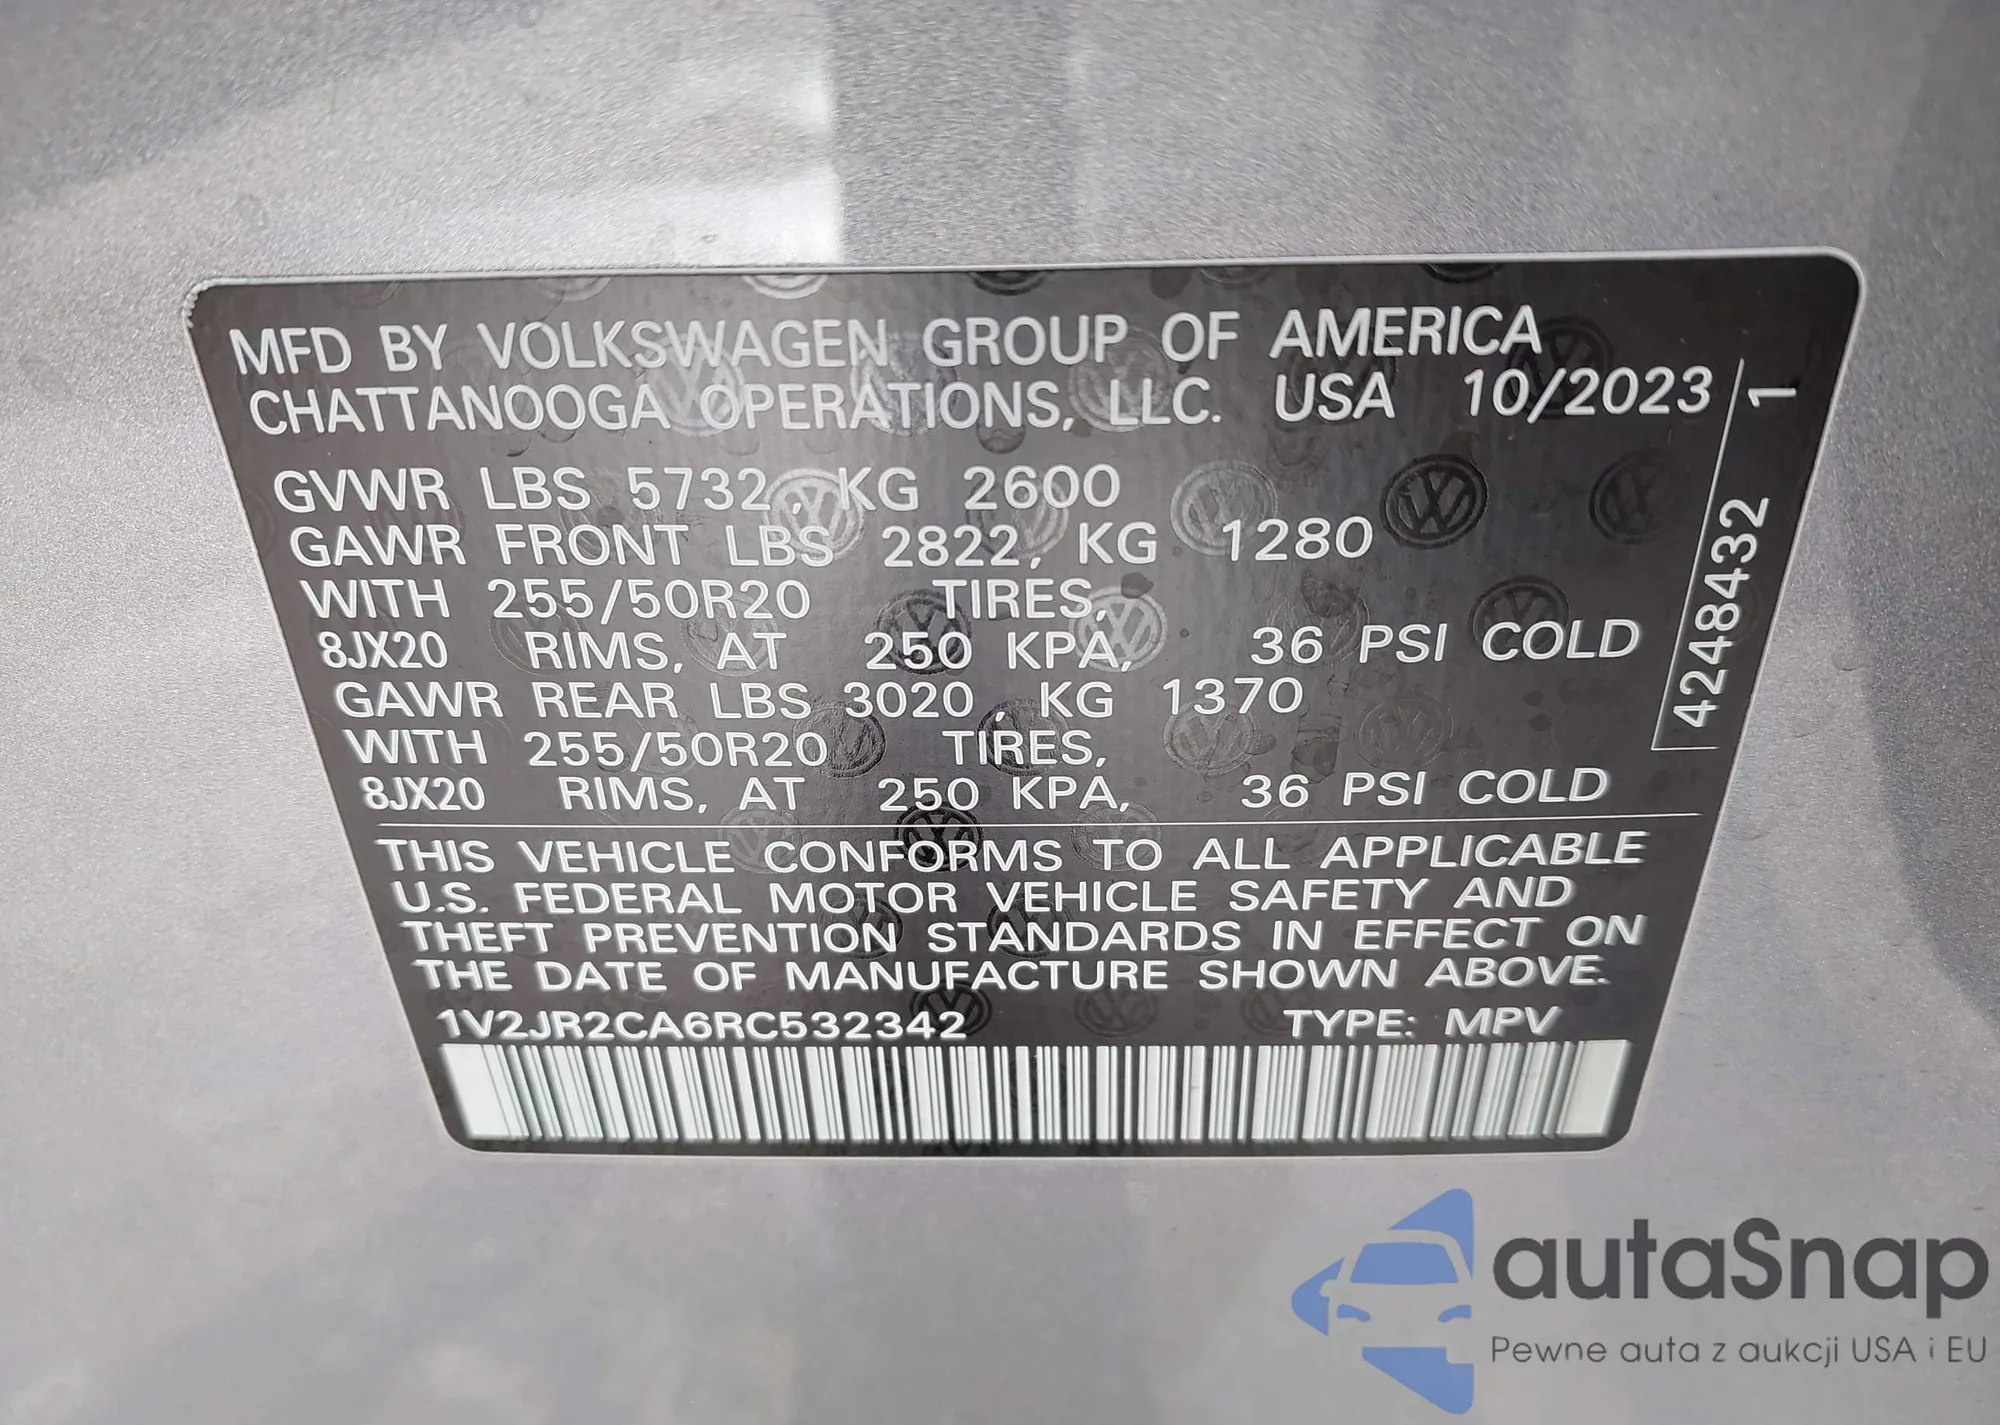 MFD BY VOLKSWAGEN GROUP OF AMERICA
CHATTANOOGA OPERATIONS, LLC. USA 10/2023
GVWR LBS 5732, KG 2600
GAWR FRONT LBS 2822, KG 1280
WITH 255/50R20 TIRES,
8JX20 RIMS, AT 250 KPA, 36 PSI COLD
GAWR REAR LBS 3020, KG 1370
WITH 255/50R20 TIRES,
8JX20 RIMS, AT 250 KPA, 36 PSI COLD
4248432 1
THIS VEHICLE CONFORMS TO ALL APPLICABLE
U.S. FEDERAL MOTOR VEHICLE SAFETY AND
THEFT PREVENTION STANDARDS IN EFFECT ON
THE DATE OF MANUFACTURE SHOWN ABOVE.
1V2JR2CA6RC532342 TYPE: MPV
autaSnap
Pewne auta z aukcji USA i EU